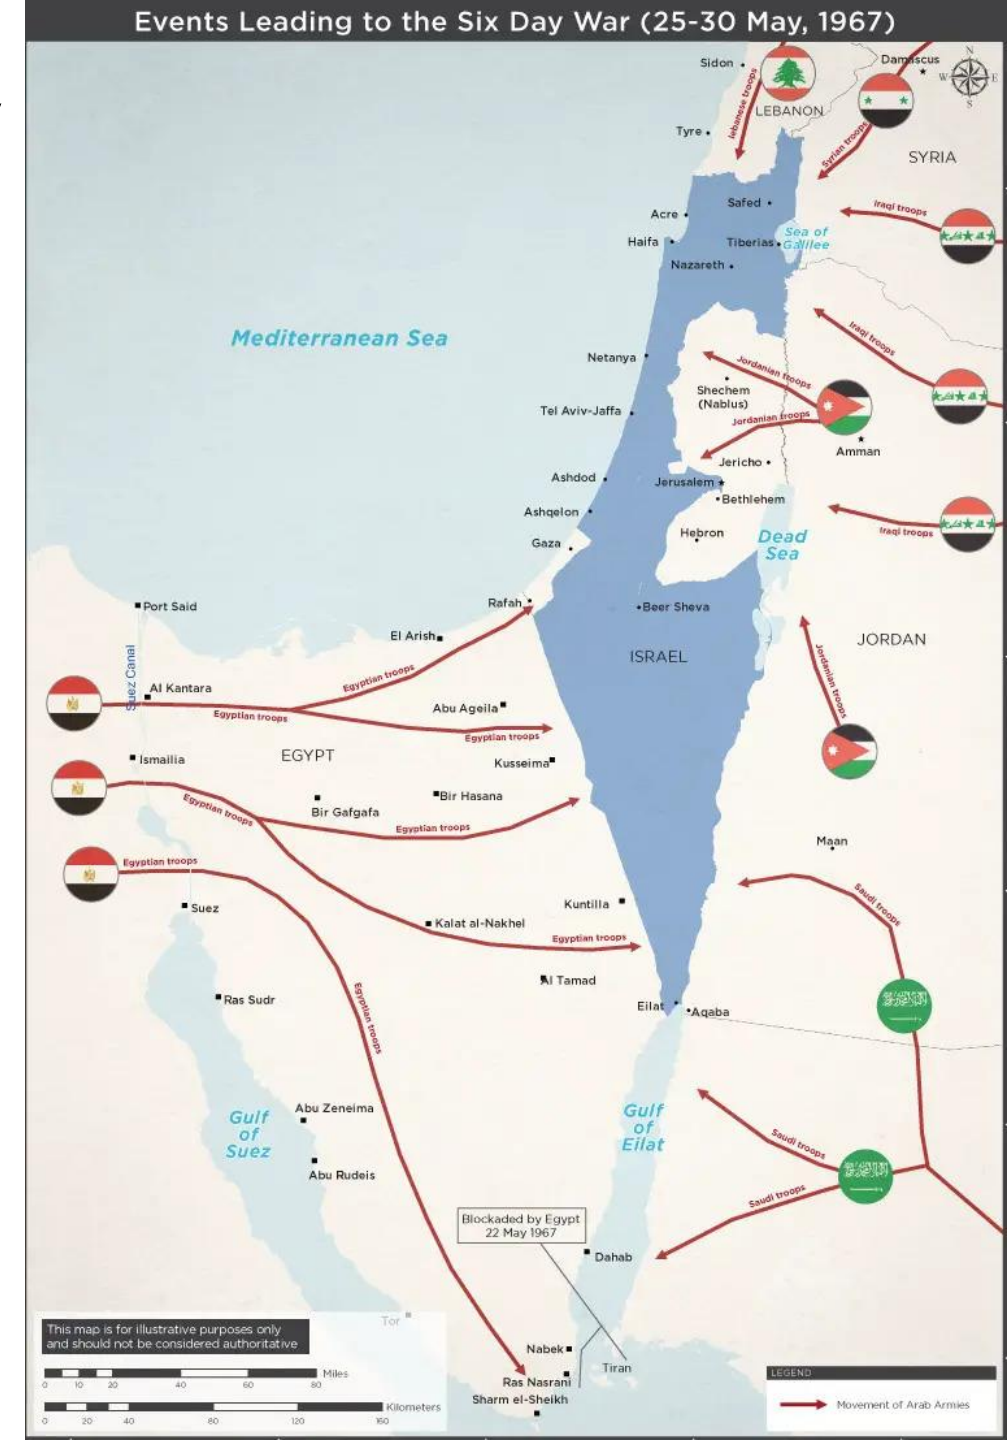 Events Leading to the Six Day War (25-30 May, 1967)
Sidon
Damascus
N
W
E
S
lebanese troops
LEBANON
Tyre
Syrian troops
SYRIA
Safed
Iraqi troops
Acre
Haifa
Tiberias
Sea of
Galilee
Nazareth
Mediterranean Sea
Iraqi troops
Netanya
Jordanian troops
Shechem
(Nablus)
Tel Aviv-Jaffa
Jordanian troops
Amman
Jericho
Ashdod
Jerusalem
Bethlehem
Ashqelon
Iraqi troops
Hebron
Gaza
Dead
Sea
Rafah
Port Said
Beer Sheva
El Arish
ISRAEL
JORDAN
Suez Canal
Jordanian troops
Egyptian troops
Al Kantara
Abu Ageila
Egyptian troops
Egyptian troops
EGYPT
Ismailia
Kusseima
Bir Hasana
Bir Gafgafa
Egyptian troops
Egyptian troops
Maan
Egyptian troops
Saudi troops
Suez
Kuntilla
Kalat al-Nakhel
Egyptian troops
Al Tamad
Ras Sudr
Eilat
Aqaba
Egyptian troops
Abu Zeneima
Gulf
of
Suez
Gulf
of
Eilat
Saudi troops
Abu Rudeis
Saudi troops
Blockaded by Egypt
22 May 1967
Dahab
Tor
This map is for illustrative purposes only
and should not be considered authoritative
Nabek
Tiran
Miles
0 10 20 40 60 80
Ras Nasrani
Sharm el-Sheikh
Kilometers
0 20 40 80 120 160
LEGEND
Movement of Arab Armies